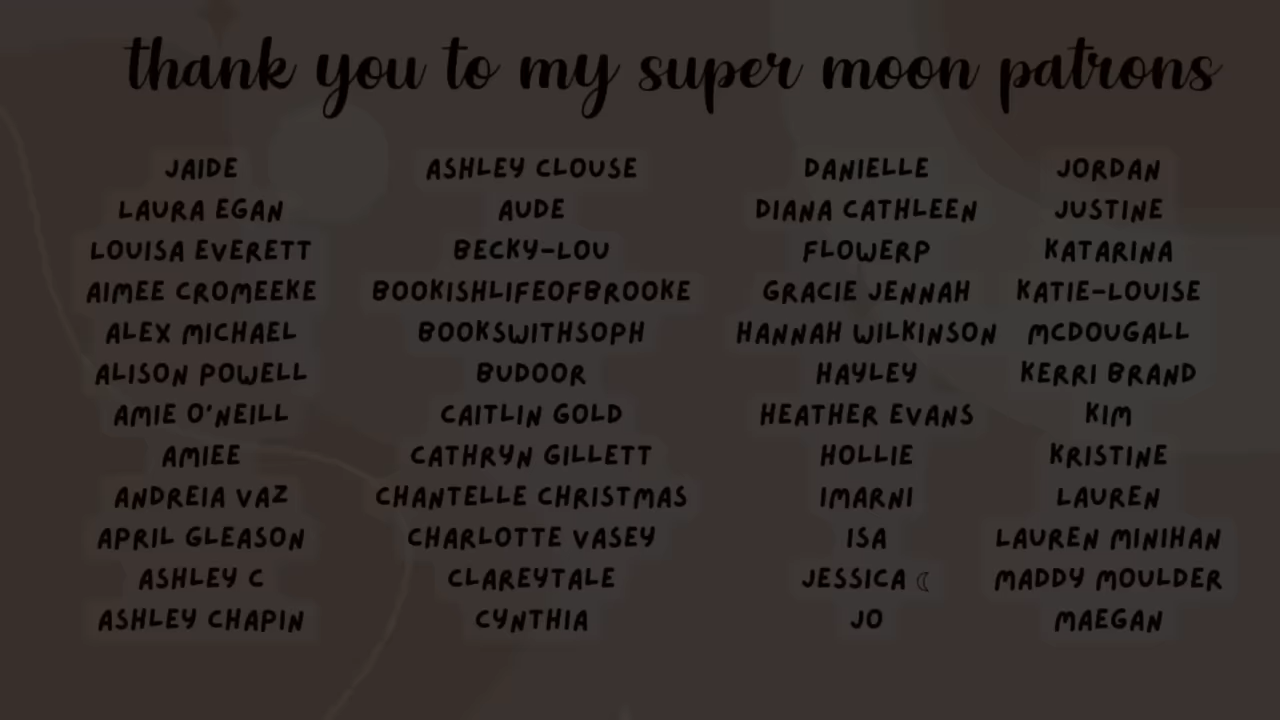 thank you to my super moon patrons
JAIDE
LAURA EGAN
LOUISA EVERETT
AIMEE CROMEEKE
ALEX MICHAEL
ALISON POWELL
AMIE O'NEILL
AMIEE
ANDREIA VAZ
APRIL GLEASON
ASHLEY C
ASHLEY CHAPIN
ASHLEY CLOUSE
AUDE
BECKY-LOU
BOOKISHLIFEOFBROOKE
BOOKSWITHSOPH
BUDOOR
CAITLIN GOLD
CATHRYN GILLETT
CHANTELLE CHRISTMAS
CHARLOTTE VASEY
CLAREYTALE
CYNTHIA
DANIELLE
DIANA CATHLEEN
FLOWERP
GRACIE JENNAH
HANNAH WILKINSON
HAYLEY
HEATHER EVANS
HOLLIE
IMARNI
ISA
JESSICA ☾
JO
JORDAN
JUSTINE
KATARINA
KATIE-LOUISE
MCDOUGALL
KERRI BRAND
KIM
KRISTINE
LAUREN
LAUREN MINIHAN
MADDY MOULDER
MAEGAN